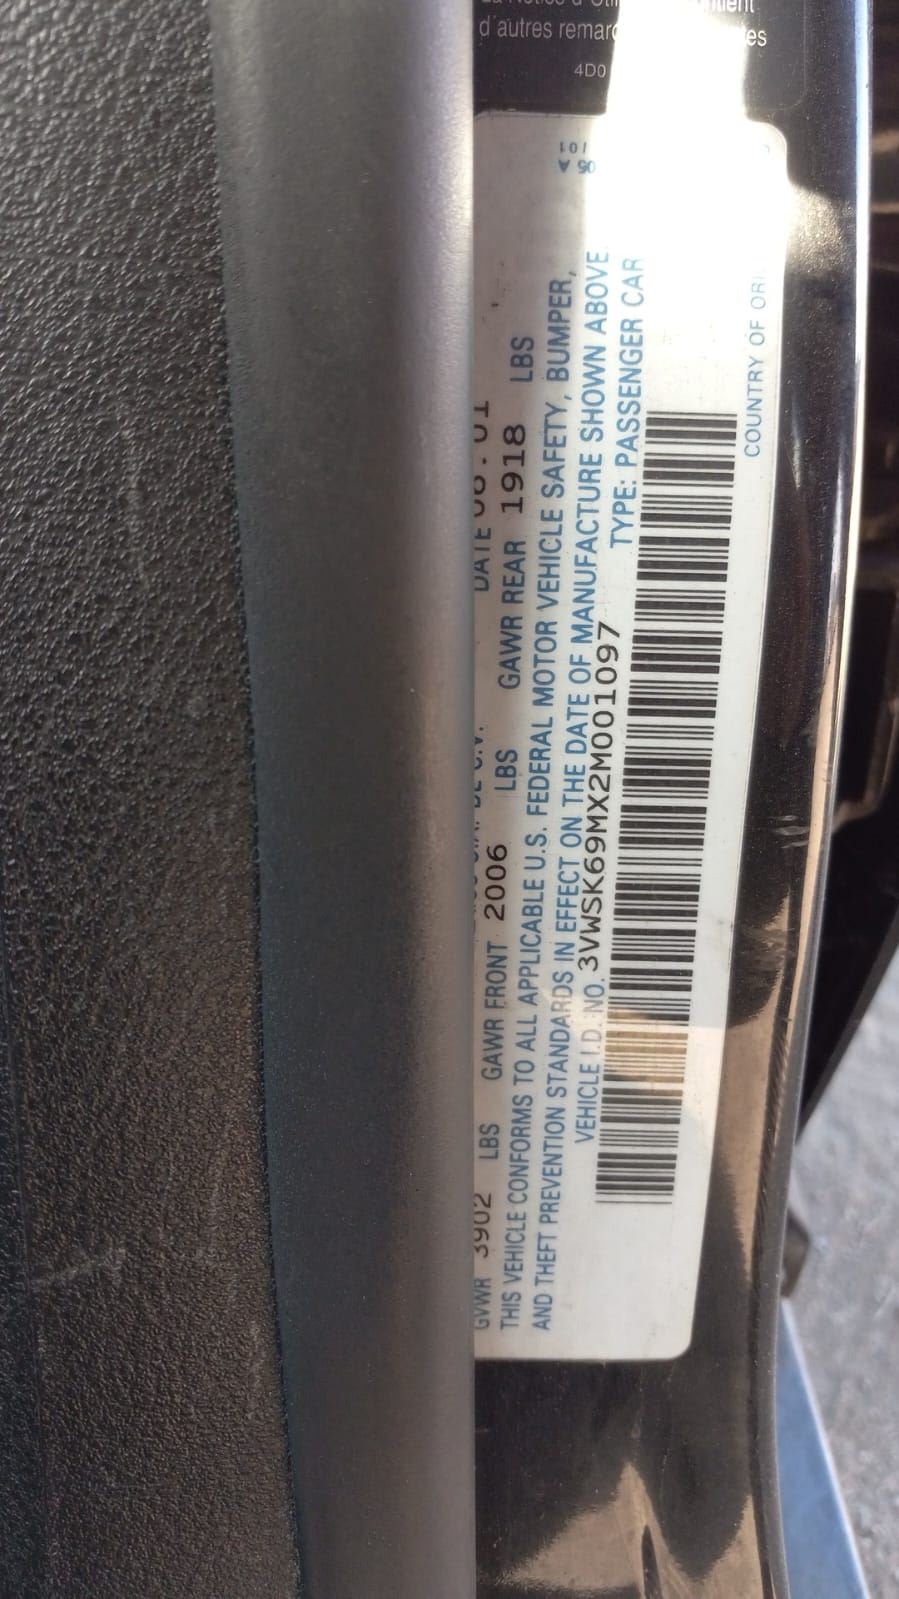 d'autres remar
4D0
GVWR 3902 LBS GAWR FRONT 2006 LBS GAWR REAR 1918 LBS
THIS VEHICLE CONFORMS TO ALL APPLICABLE U.S. FEDERAL MOTOR VEHICLE SAFETY, BUMPER,
AND THEFT PREVENTION STANDARDS IN EFFECT ON THE DATE OF MANUFACTURE SHOWN ABOVE
VEHICLE I.D. NO. 3VWSK69MX2M001097 TYPE: PASSENGER CAR
COUNTRY OF ORI